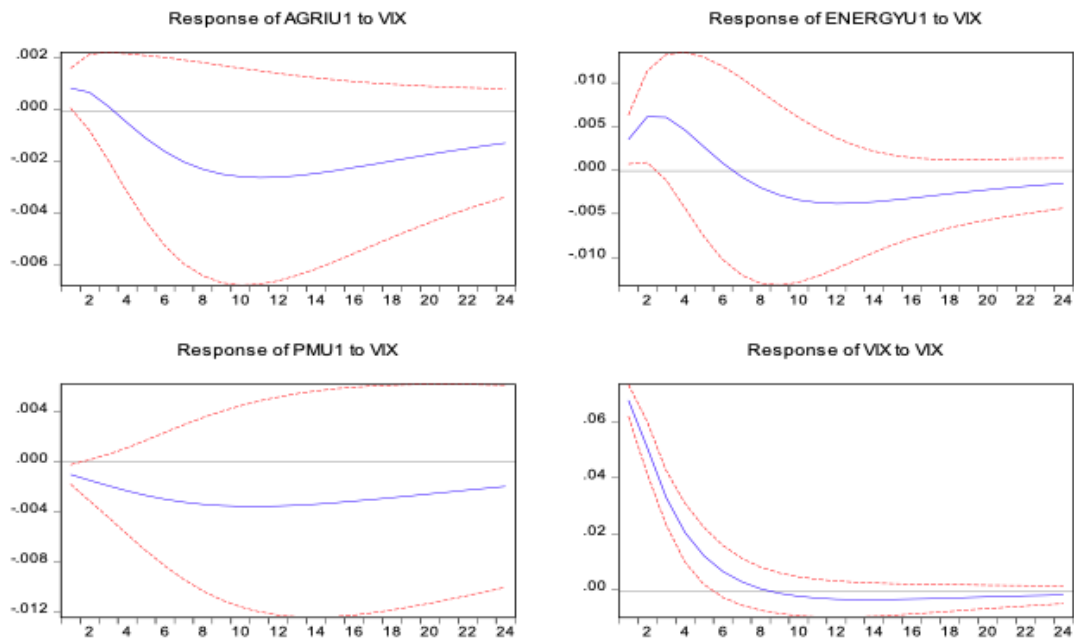 Response of AGRIU1 to VIX
.002
.000
-.002
-.004
-.006
2 4 6 8 10 12 14 16 18 20 22 24
Response of ENERGYU1 to VIX
.010
.005
.000
-.005
-.010
2 4 6 8 10 12 14 16 18 20 22 24
Response of PMU1 to VIX
.004
.000
-.004
-.008
-.012
2 4 6 8 10 12 14 16 18 20 22 24
Response of VIX to VIX
.06
.04
.02
.00
2 4 6 8 10 12 14 16 18 20 22 24